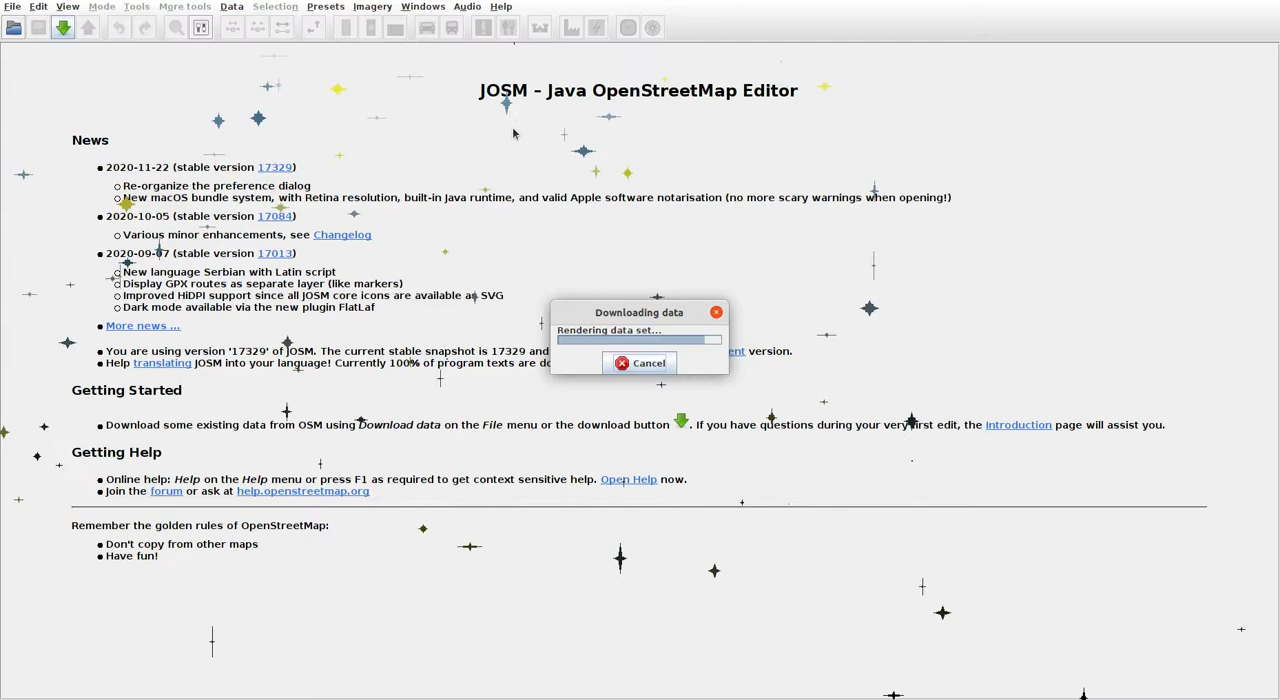 File Edit View Mode Tools More tools Data Selection Presets Imagery Windows Audio Help
JOSM – Java OpenStreetMap Editor
News
2020-11-22 (stable version 17329)
Re-organize the preference dialog
New macOS bundle system, with Retina resolution, built-in Java runtime, and valid Apple software notarisation (no more scary warnings when opening!)
2020-10-05 (stable version 17084)
Various minor enhancements, see Changelog
2020-09-07 (stable version 17013)
New language Serbian with Latin script
Display GPX routes as separate layer (like markers)
Improved HiDPI support since all JOSM core icons are available as SVG
Dark mode available via the new plugin FlatLaf
More news ...
You are using version '17329' of JOSM. The current stable snapshot is 17329 and version.
Help translating JOSM into your language! Currently 100% of program texts are
Downloading data
Rendering data set...
Cancel
Getting Started
Download some existing data from OSM using Download data on the File menu or the download button . If you have questions during your very first edit, the Introduction page will assist you.
Getting Help
Online help: Help on the Help menu or press F1 as required to get context sensitive help. Open Help now.
Join the forum or ask at help.openstreetmap.org
Remember the golden rules of OpenStreetMap:
Don't copy from other maps
Have fun!